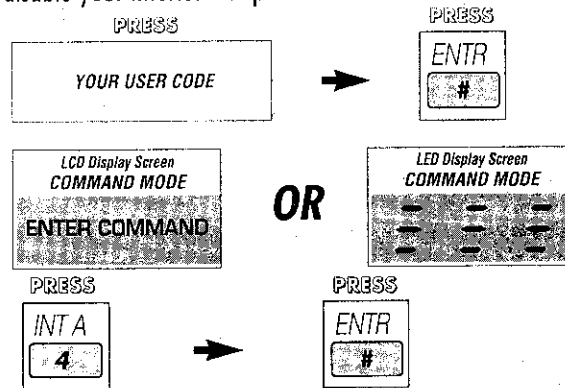 PRESS
PRESS
YOUR USER CODE
ENTR
#
LCD Display Screen
COMMAND MODE
ENTER COMMAND
OR
LED Display Screen
COMMAND MODE
PRESS
PRESS
INT A
4
ENTR
#